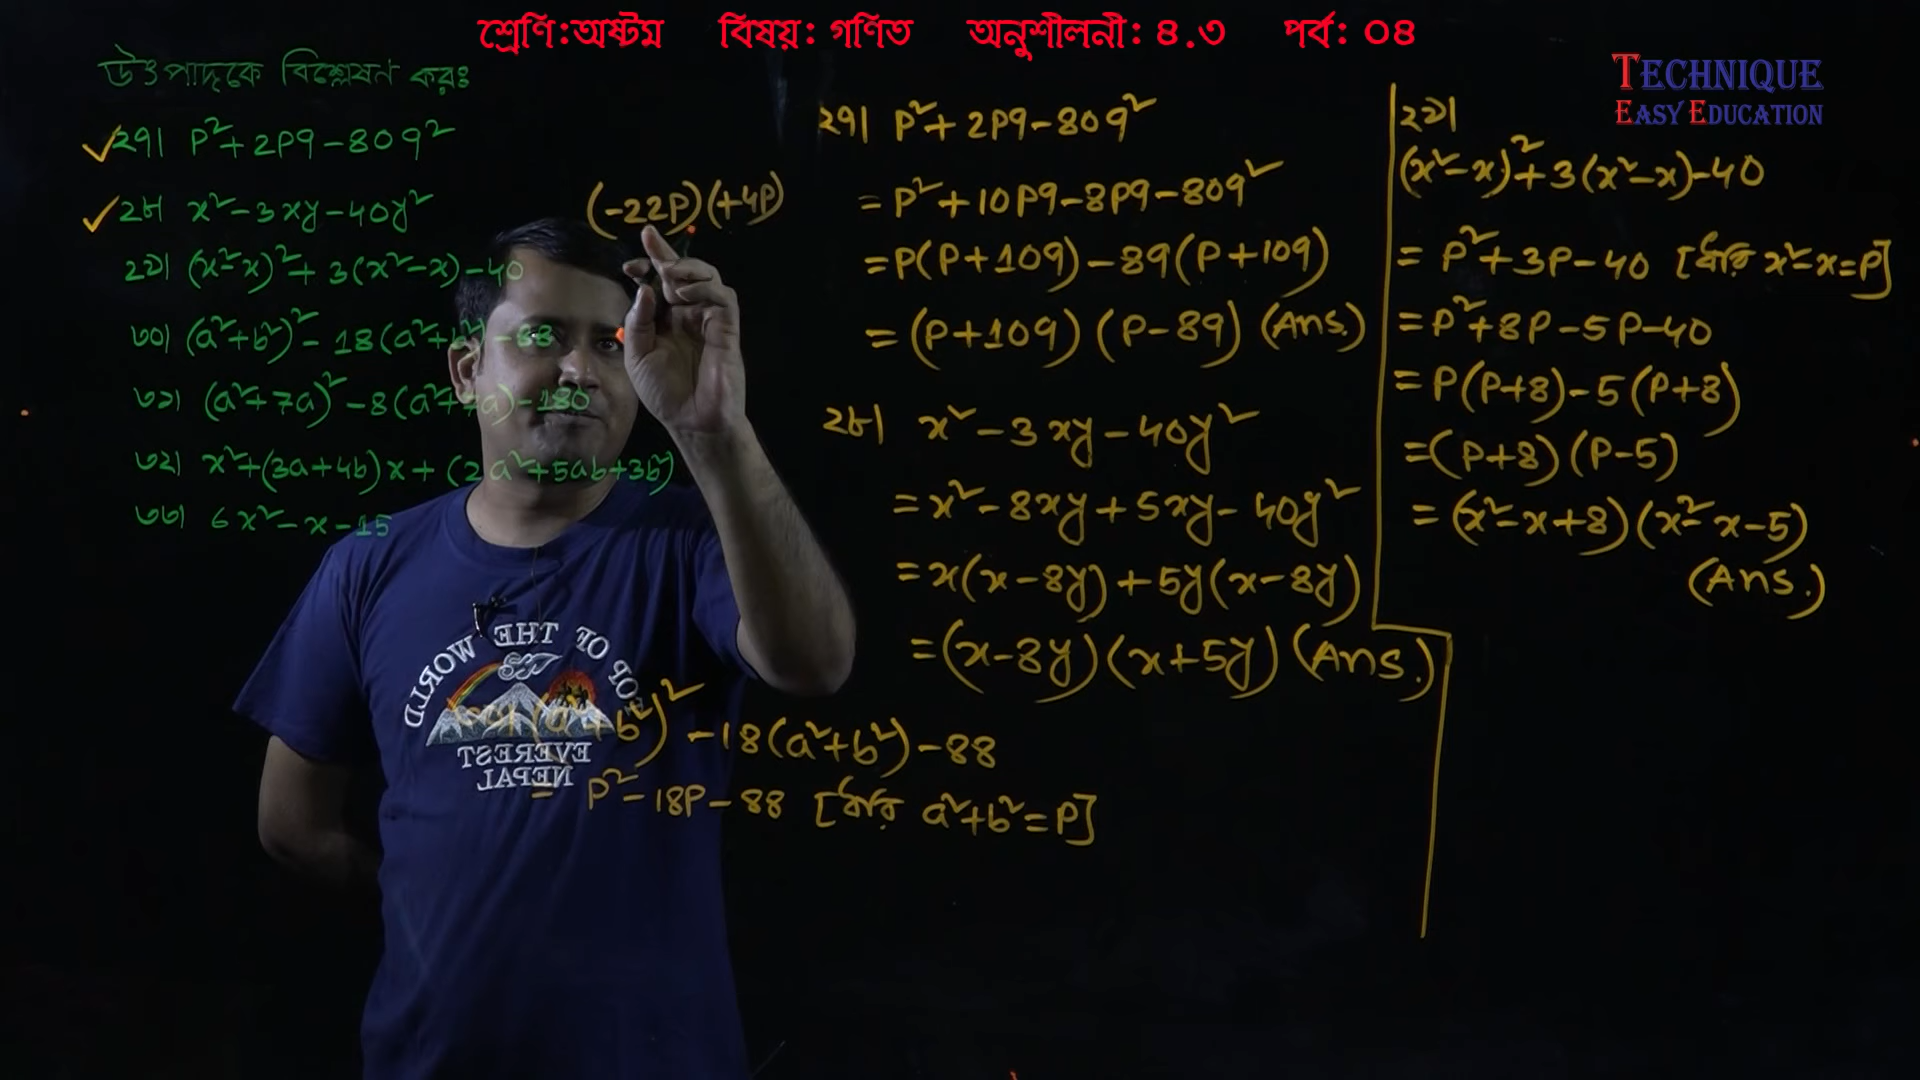 শ্রেণি:অষ্টম বিষয়: গণিত অনুশীলনী: ৪.৩ পর্ব: ০৪
TECHNIQUE
EASY EDUCATION
উৎপাদকে বিশ্লেষন করঃ
২৭। P²+2Pq-80q²
২৮। x²-3xy-40y²
২৯। (x²-x)²+3(x²-x)-40
৩০। (a²+b²)²-18(a²+b²)-88
৩১। (a²+7a)²-8(a²+7a)-180
৩২। x²+(3a+4b)x+(2a²+5ab+3b²)
৩৩। 6x²-x-15
(-22P)(+4P)
২৭। P²+2Pq-80q²
=P²+10Pq-8Pq-80q²
=P(P+10q)-8q(P+10q)
=(P+10q)(P-8q) (Ans.)
২৮। x²-3xy-40y²
=x²-8xy+5xy-40y²
=x(x-8y)+5y(x-8y)
=(x-8y)(x+5y) (Ans.)
২৯।
(x²-x)²+3(x²-x)-40
= P²+3P-40 [ধরি x²-x=P]
=P²+8P-5P-40
=P(P+8)-5(P+8)
=(P+8)(P-5)
=(x²-x+8)(x²-x-5)
(Ans.)
৩০। (a²+b²)²-18(a²+b²)-88
= P²-18P-88 [ধরি a²+b²=P]
TOP OF THE WORLD
EVEREST
NEPAL